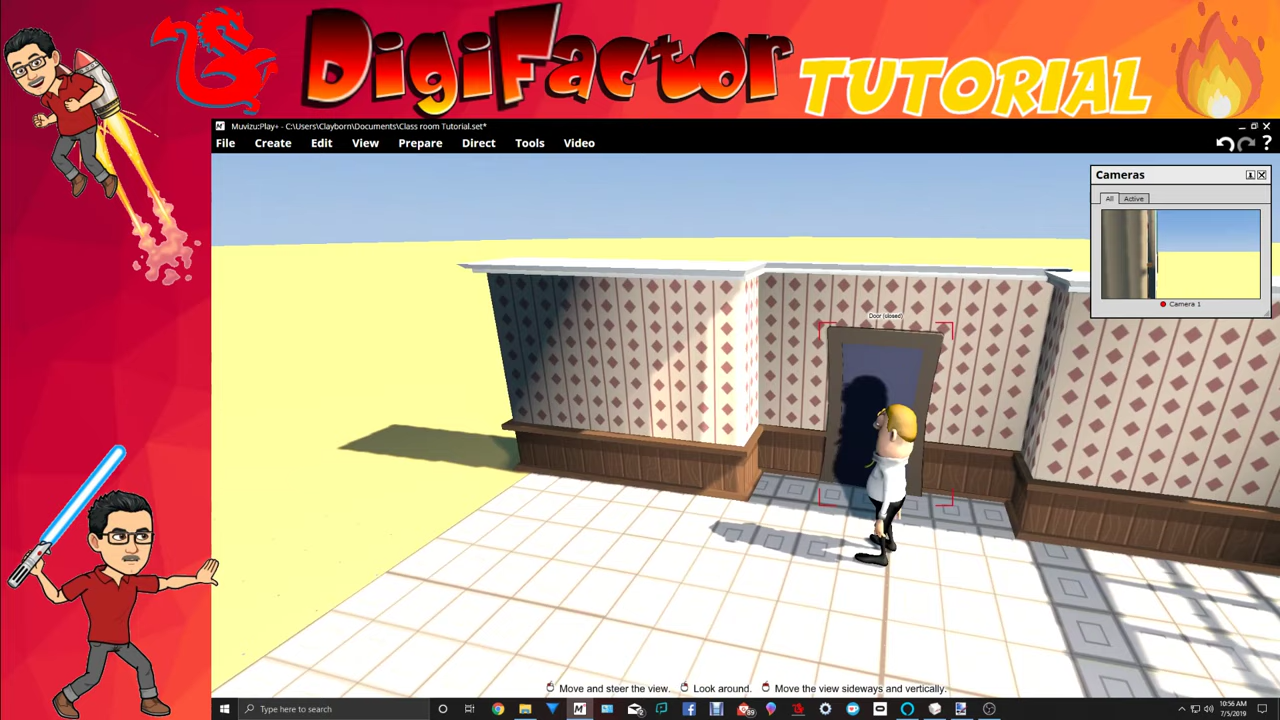 DigiFactor TUTORIAL
Muvizu:Play+ - C:\Users\Clayborn\Documents\Class room Tutorial.set*
File Create Edit View Prepare Direct Tools Video
Cameras
All Active
Camera 1
Door (closed)
Move and steer the view. Look around. Move the view sideways and vertically.
Type here to search
10:56 AM
7/5/2019